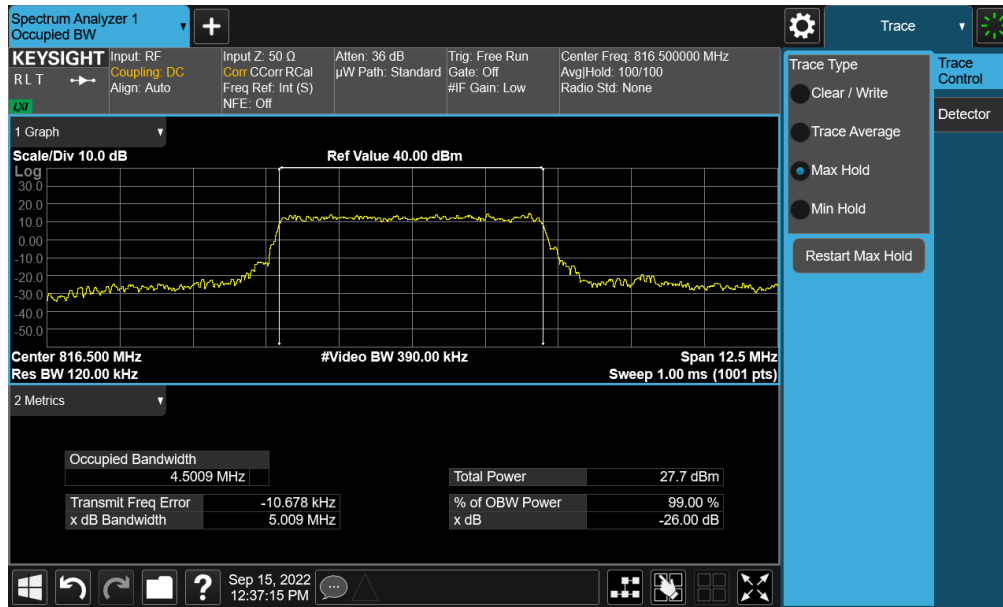 Spectrum Analyzer 1
Occupied BW
+
Trace
KEYSIGHT
R L T
LXI
Input: RF
Coupling: DC
Align: Auto
Input Z: 50 Ω
Corr CCorr RCal
Freq Ref: Int (S)
NFE: Off
Atten: 36 dB
µW Path: Standard
Trig: Free Run
Gate: Off
#IF Gain: Low
Center Freq: 816.500000 MHz
Avg|Hold: 100/100
Radio Std: None
Trace Type
Clear / Write
Trace Average
Max Hold
Min Hold
Restart Max Hold
Trace
Control
Detector
1 Graph
Scale/Div 10.0 dB
Ref Value 40.00 dBm
Log
30.0
20.0
10.0
0.00
-10.0
-20.0
-30.0
-40.0
-50.0
Center 816.500 MHz
#Video BW 390.00 kHz
Span 12.5 MHz
Res BW 120.00 kHz
Sweep 1.00 ms (1001 pts)
2 Metrics
Occupied Bandwidth
4.5009 MHz
Total Power 27.7 dBm
Transmit Freq Error -10.678 kHz
% of OBW Power 99.00 %
x dB Bandwidth 5.009 MHz
x dB -26.00 dB
?
Sep 15, 2022
12:37:15 PM